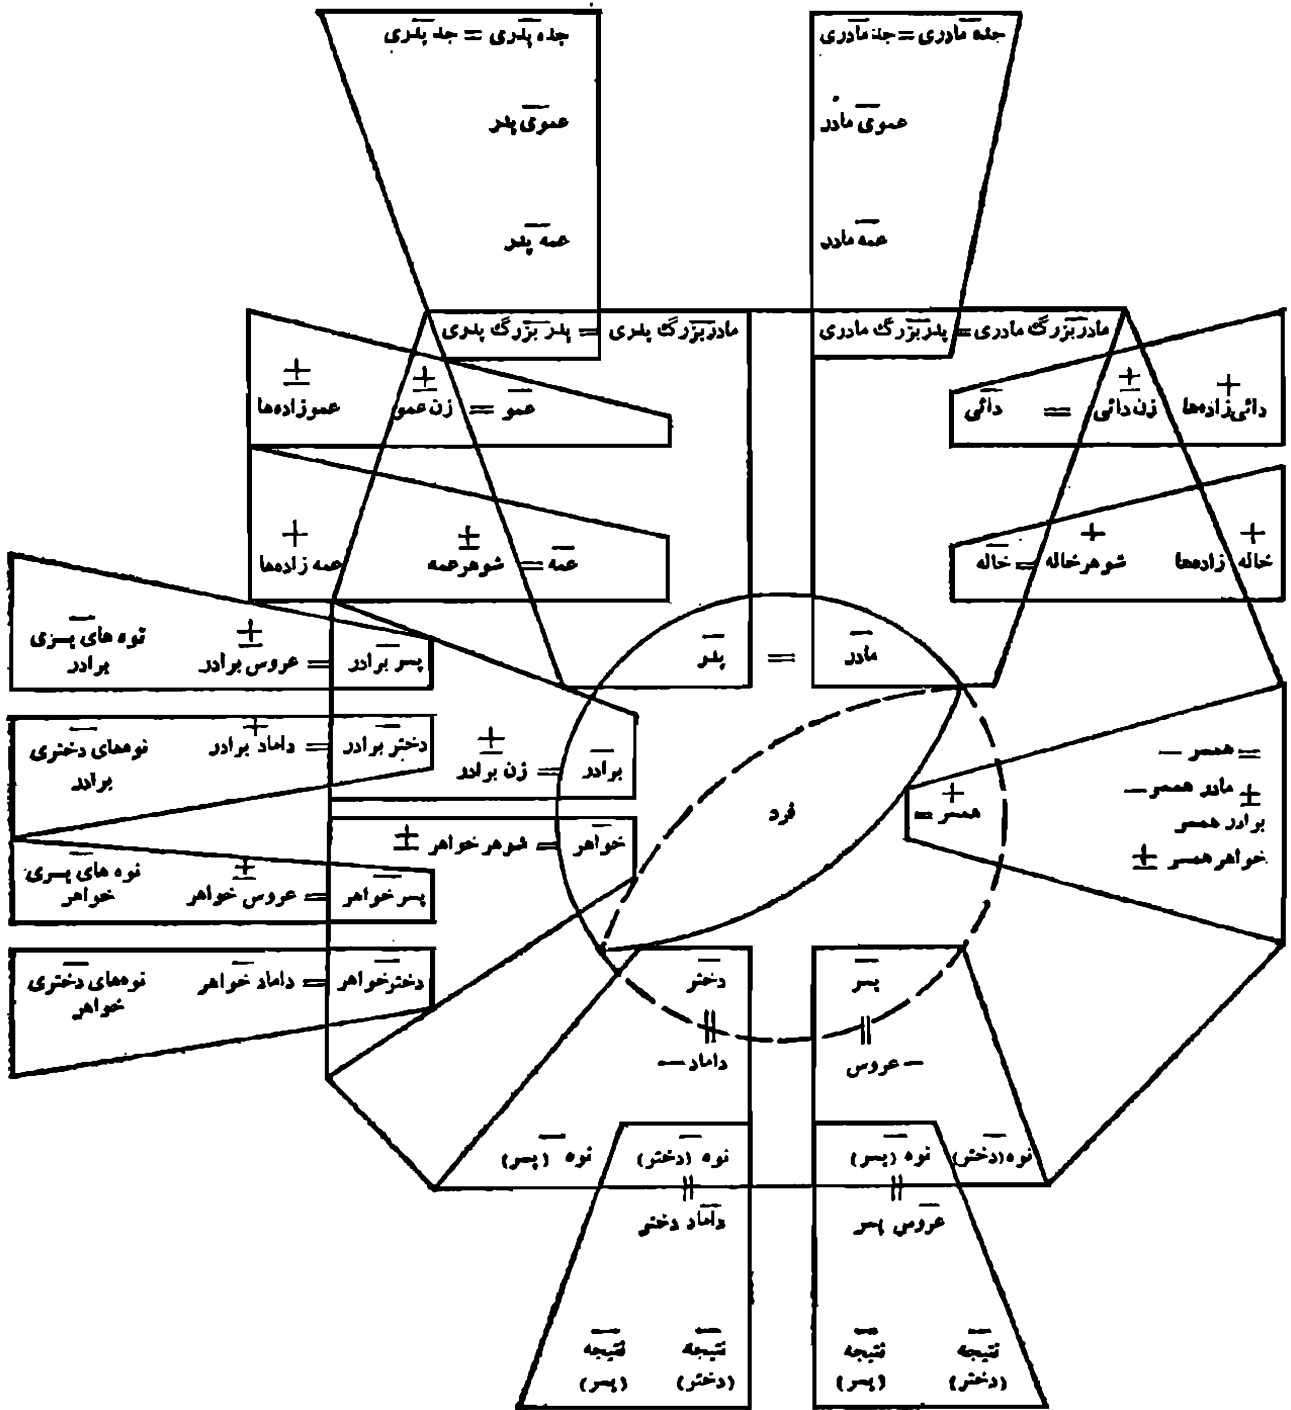 جده پدری = جد پدری
جده مادری = جد مادری
عموی پدر
عموی مادر
عمه پدر
عمه مادر
مادربزرگ پدری = پدر بزرگ پدری
مادربزرگ مادری = پدربزرگ مادری
عمو = زن عمو
عموزاده‌ها
دائی = زن دائی
دائی‌زاده‌ها
عمه = شوهر عمه
عمه زاده‌ها
خاله = شوهر خاله
خاله زاده‌ها
مادر = پدر
پسر برادر = عروس برادر
نوه های پسری
برادر
دختر برادر = داماد برادر
نوه‌های دختری
برادر
برادر = زن برادر
فرد
همسر =
= همسر −
± مادر همسر −
برادر همسر
خواهر همسر ±
خواهر = شوهر خواهر ±
پسر خواهر = عروس خواهر
نوه های پسری
خواهر
دختر خواهر = داماد خواهر
نوه‌های دختری
خواهر
پسر
دختر
− عروس
داماد −
نوه (دختر)
نوه (پسر)
نوه (دختر)
نوه (پسر)
عروس پسر
داماد دختر
نتیجه
(دختر)
نتیجه
(پسر)
نتیجه
(دختر)
نتیجه
(پسر)